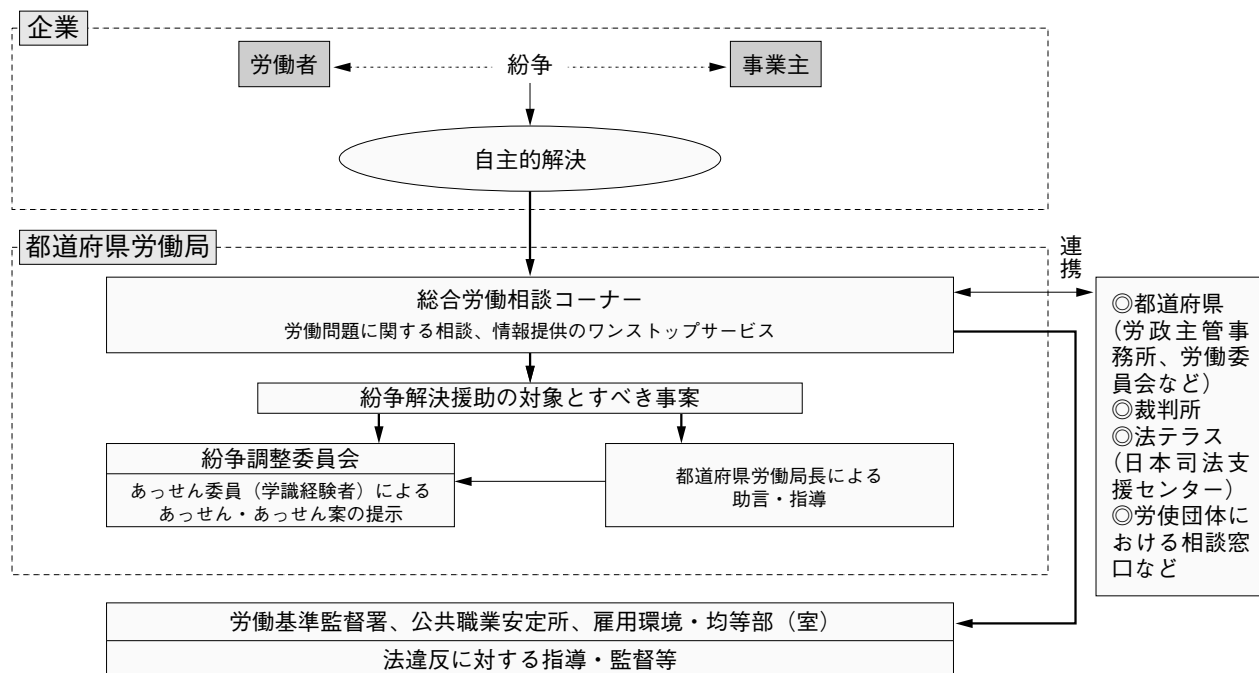 企業
労働者
紛争
事業主
自主的解決
都道府県労働局
連携
総合労働相談コーナー
労働問題に関する相談、情報提供のワンストップサービス
◎都道府県
(労政主管事
務所、労働委
員会など)
◎裁判所
◎法テラス
(日本司法支
援センター)
◎労使団体に
おける相談窓
口など
紛争解決援助の対象とすべき事案
紛争調整委員会
あっせん委員（学識経験者）による
あっせん・あっせん案の提示
都道府県労働局長による
助言・指導
労働基準監督署、公共職業安定所、雇用環境・均等部（室）
法違反に対する指導・監督等